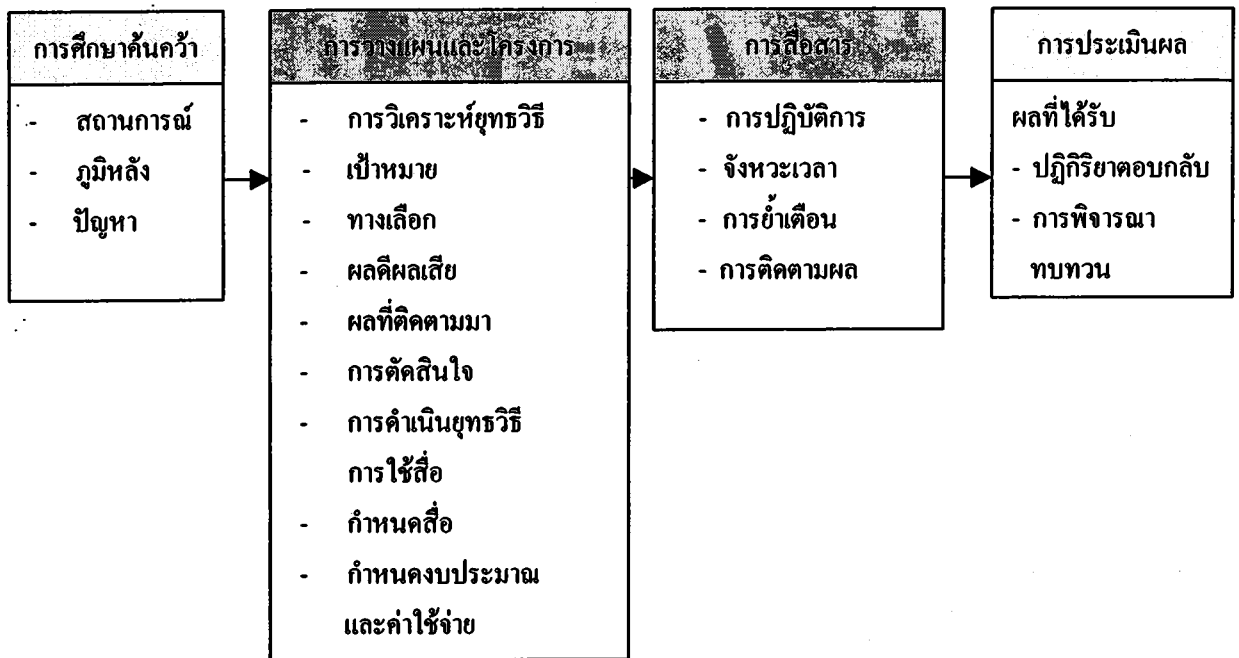 การศึกษาค้นคว้า
- สถานการณ์
- ภูมิหลัง
- ปัญหา
การวางแผนและโครงการ
- การวิเคราะห์ยุทธวิธี
- เป้าหมาย
- ทางเลือก
- ผลดีผลเสีย
- ผลที่ติดตามมา
- การตัดสินใจ
- การดำเนินยุทธวิธี
การใช้สื่อ
- กำหนดสื่อ
- กำหนดงบประมาณ
และค่าใช้จ่าย
การสื่อสาร
- การปฏิบัติการ
- จังหวะเวลา
- การย้ำเตือน
- การติดตามผล
การประเมินผล
ผลที่ได้รับ
- ปฏิกิริยาตอบกลับ
- การพิจารณา
ทบทวน